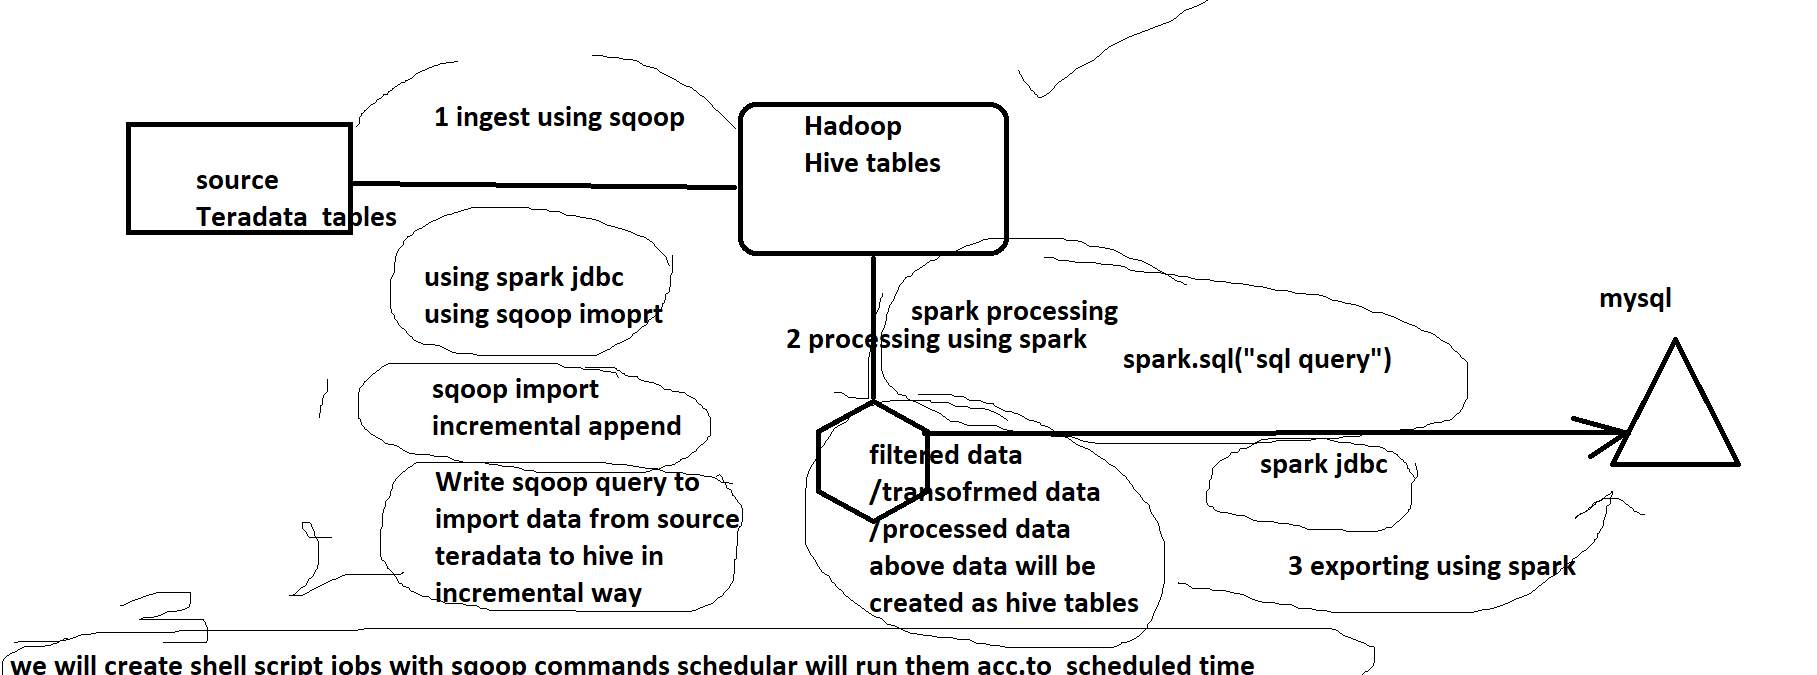 1 ingest using sqoop
source
Teradata  tables
Hadoop
Hive tables
using spark jdbc
using sqoop imoprt
sqoop import
incremental append
Write sqoop query to
import data from source
teradata to hive in
incremental way
spark processing
2 processing using spark
spark.sql("sql query")
mysql
filtered data
/transofrmed data
/processed data
above data will be
created as hive tables
spark jdbc
3 exporting using spark
we will create shell script jobs with sqoop commands schedular will run them acc.to  scheduled time